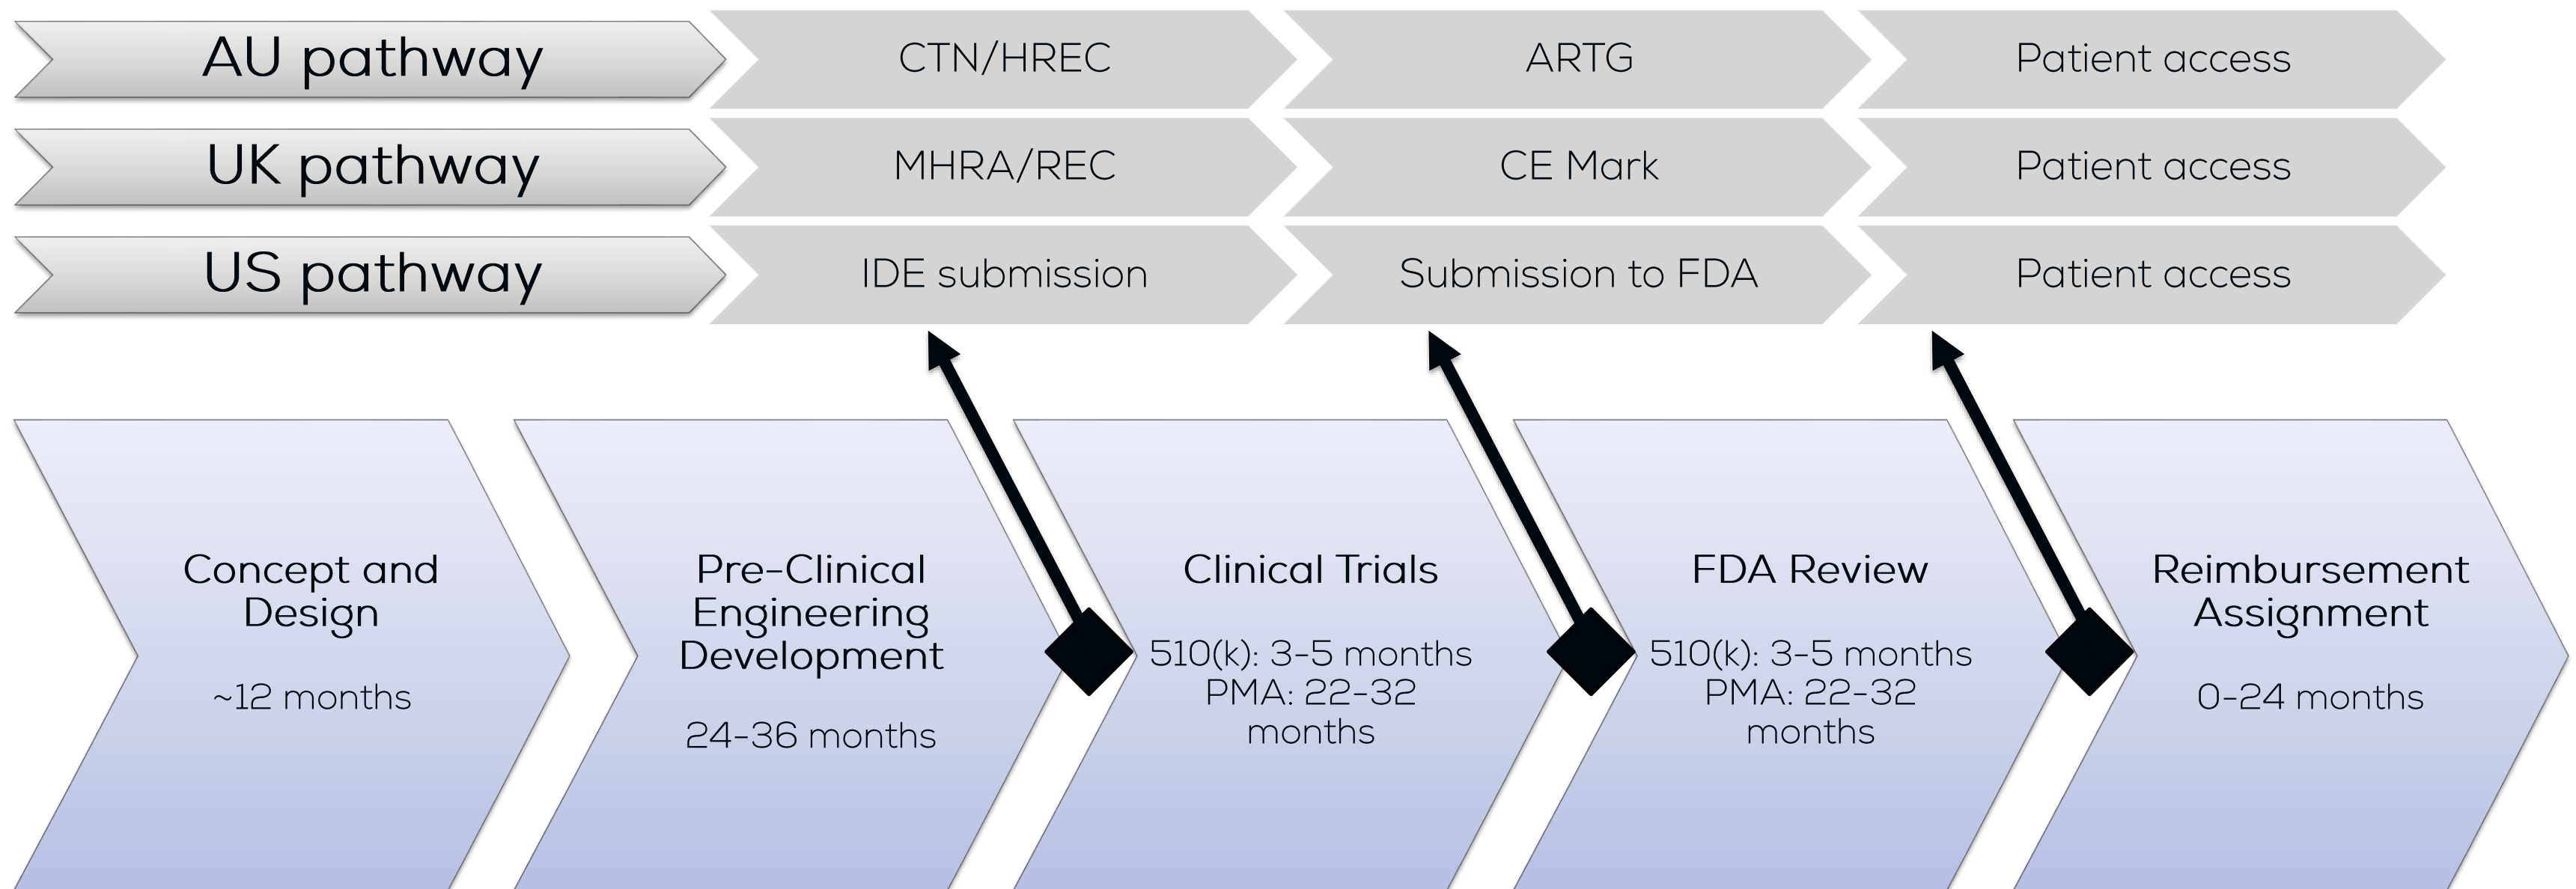 AU pathway
CTN/HREC
ARTG
Patient access
UK pathway
MHRA/REC
CE Mark
Patient access
US pathway
IDE submission
Submission to FDA
Patient access
Concept and
Design
~12 months
Pre-Clinical
Engineering
Development
24-36 months
Clinical Trials
510(k): 3-5 months
PMA: 22-32
months
FDA Review
510(k): 3-5 months
PMA: 22-32
months
Reimbursement
Assignment
0-24 months